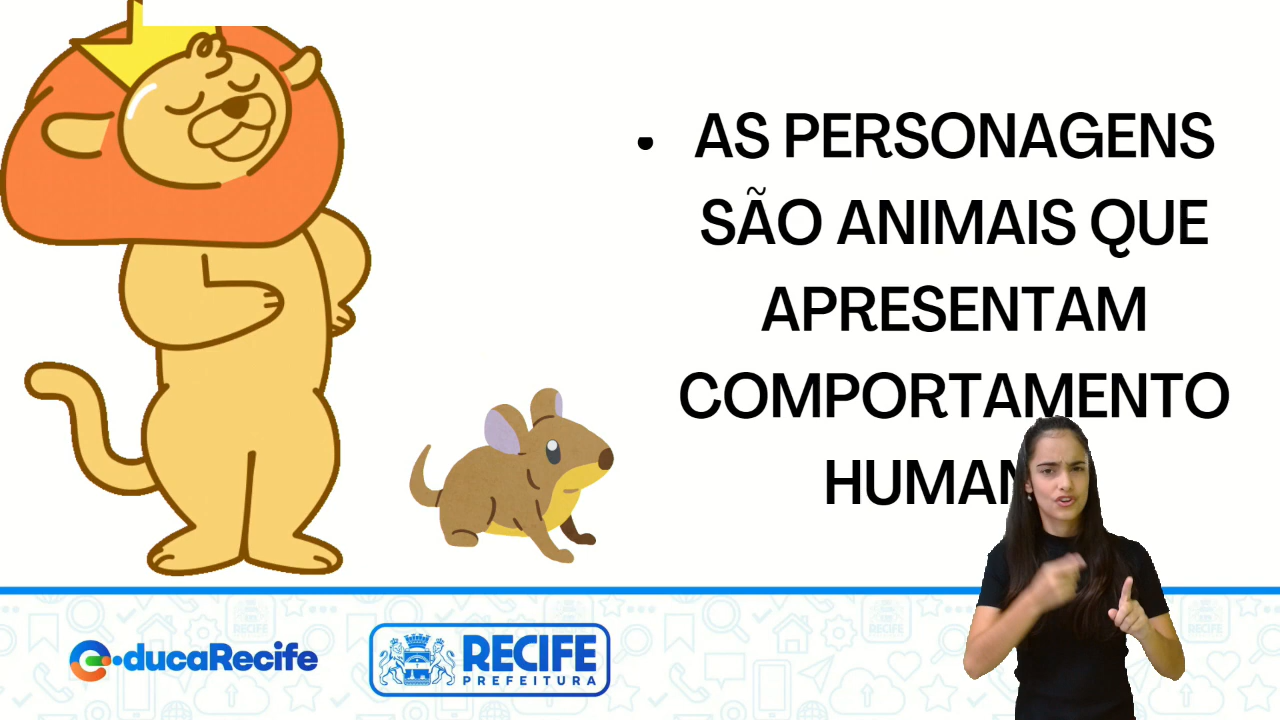 • AS PERSONAGENS
SÃO ANIMAIS QUE
APRESENTAM
COMPORTAMENTO
educaRecife
RECIFE
PREFEITURA